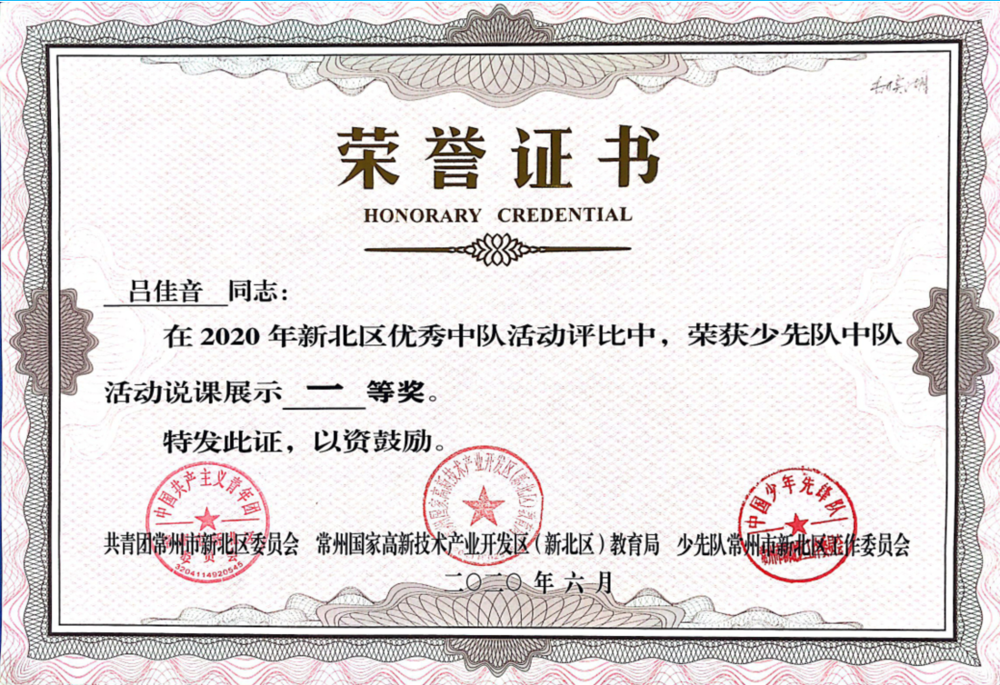 荣誉证书
HONORARY CREDENTIAL
吕佳音 同志：
在 2020 年新北区优秀中队活动评比中，荣获少先队中队
活动说课展示 一 等奖。
特发此证，以资鼓励。
中国共产主义青年团
委员会
3204114920545
国家高新技术产业开发区(新北区)
中国少年先锋队
共青团常州市新北区委员会 常州国家高新技术产业开发区（新北区）教育局 少先队常州市新北区工作委员会
二〇二〇年六月